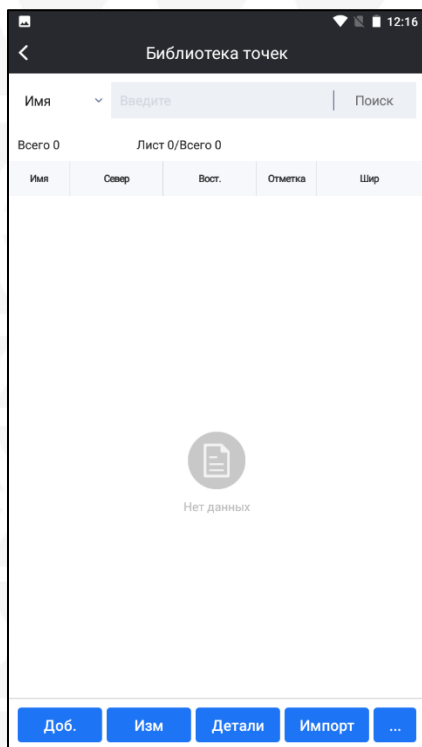 12:16
Библиотека точек
Имя Введите Поиск
Всего 0 Лист 0/Всего 0
Имя Север Вост. Отметка Шир
Нет данных
Доб. Изм Детали Импорт ...